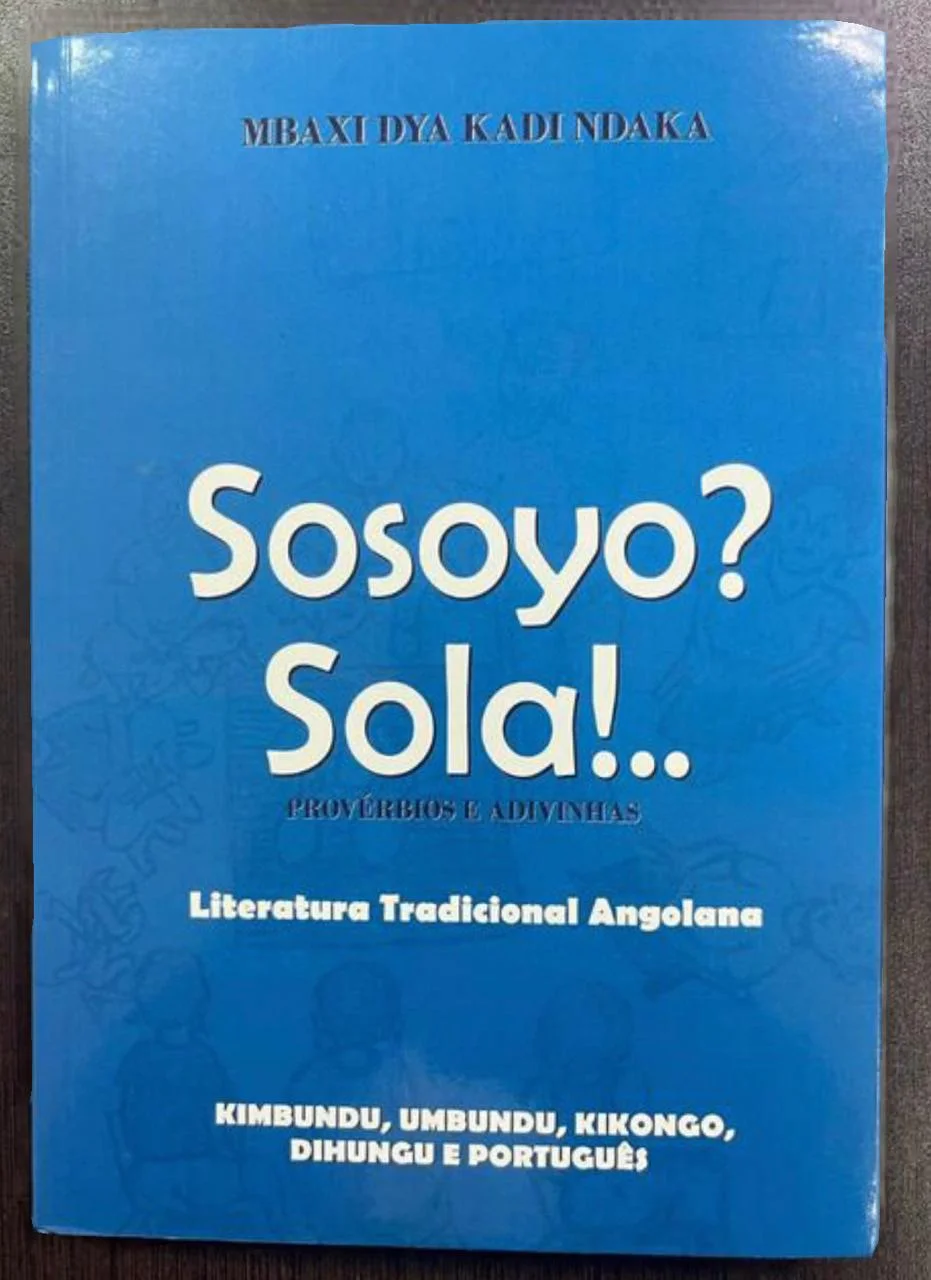 MBAXI DYA KADI NDAKA
Sosoyo?
Sola!..
PROVÉRBIOS E ADIVINHAS
Literatura Tradicional Angolana
KIMBUNDU, UMBUNDU, KIKONGO,
DIHUNGU E PORTUGUÊS